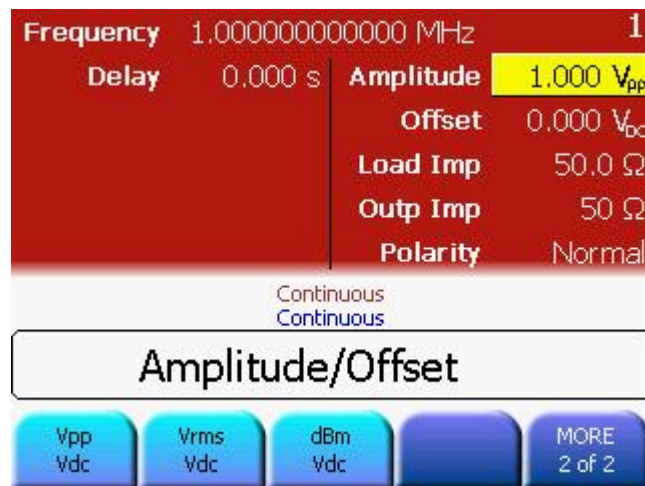 Frequency 1.000000000000 MHz 1
Delay 0.000 s Amplitude 1.000 Vpp
Offset 0.000 VDC
Load Imp 50.0 Ω
Outp Imp 50 Ω
Polarity Normal
Continuous
Continuous
Amplitude/Offset
Vpp Vrms dBm MORE
Vdc Vdc Vdc 2 of 2